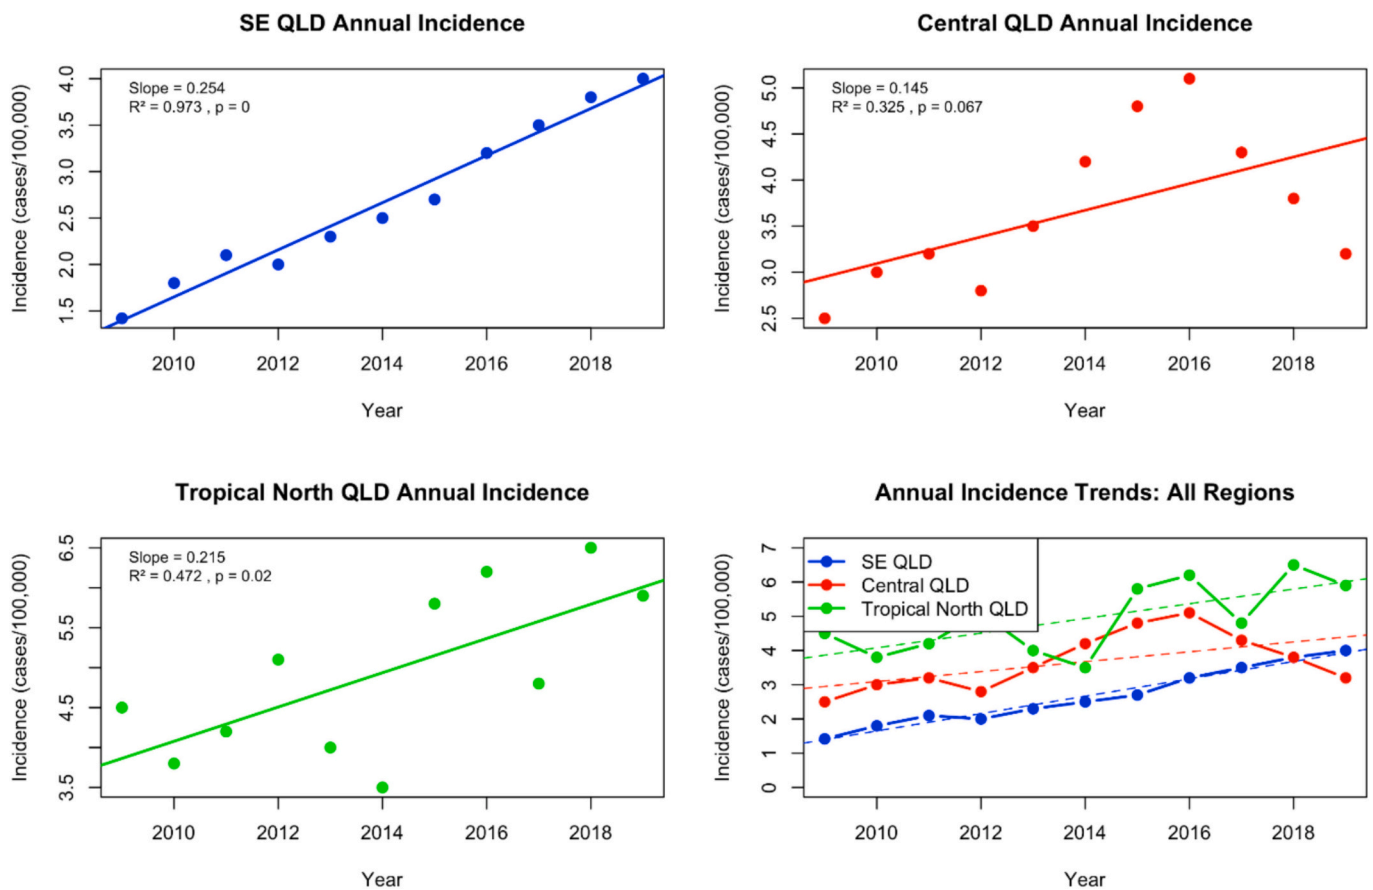 SE QLD Annual Incidence
Slope = 0.254
R² = 0.973 , p = 0
Incidence (cases/100,000)
4.0
3.5
3.0
2.5
2.0
1.5
2010 2012 2014 2016 2018
Year
Central QLD Annual Incidence
Slope = 0.145
R² = 0.325 , p = 0.067
Incidence (cases/100,000)
5.0
4.5
4.0
3.5
3.0
2.5
2010 2012 2014 2016 2018
Year
Tropical North QLD Annual Incidence
Slope = 0.215
R² = 0.472 , p = 0.02
Incidence (cases/100,000)
6.5
5.5
4.5
3.5
2010 2012 2014 2016 2018
Year
Annual Incidence Trends: All Regions
SE QLD
Central QLD
Tropical North QLD
Incidence (cases/100,000)
7
6
5
4
3
2
1
0
2010 2012 2014 2016 2018
Year